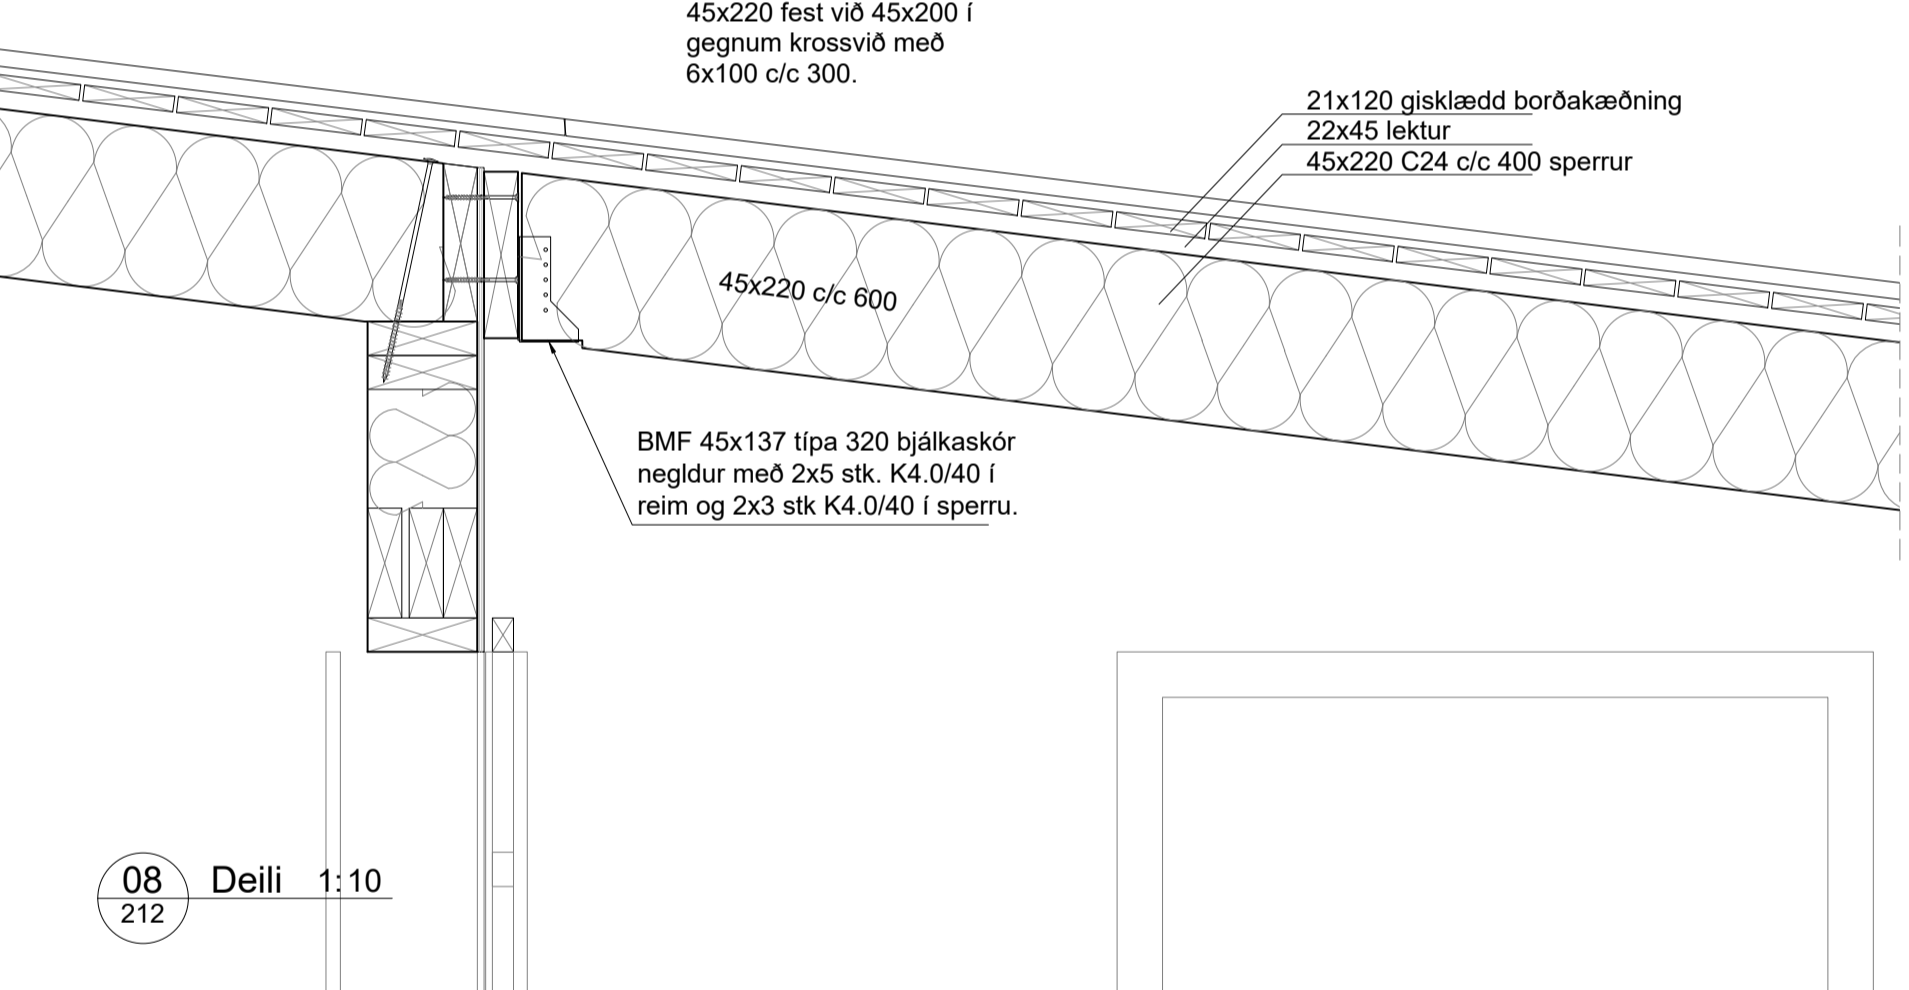 45x220 fest við 45x200 í
gegnum krossvið með
6x100 c/c 300.
21x120 gisklædd borðakæðning
22x45 lektur
45x220 C24 c/c 400 sperrur
45x220 c/c 600
BMF 45x137 típa 320 bjálkaskór
negldur með 2x5 stk. K4.0/40 í
reim og 2x3 stk K4.0/40 í sperru.
08 Deili 1:10
212